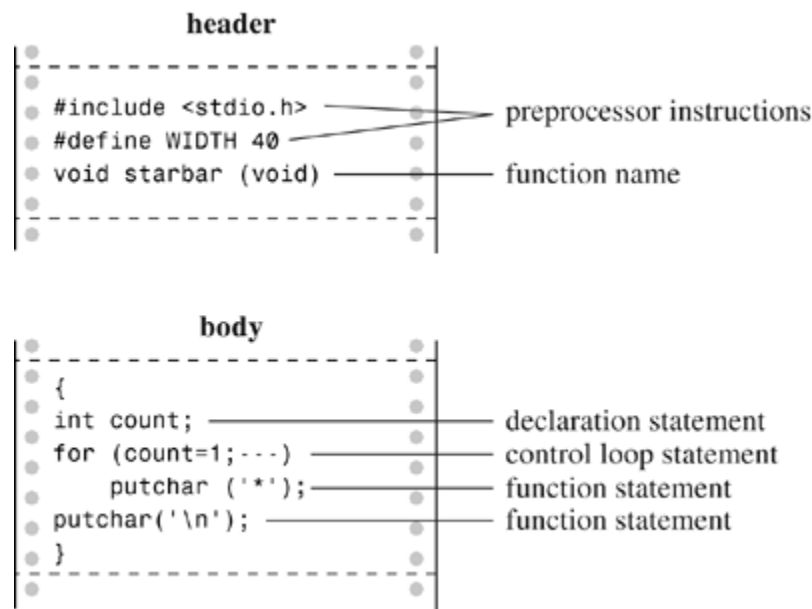 header
#include <stdio.h>
preprocessor instructions
#define WIDTH 40
void starbar (void)
function name
body
{
int count;
declaration statement
for (count=1;---)
control loop statement
putchar ('*');
function statement
putchar('\n');
function statement
}